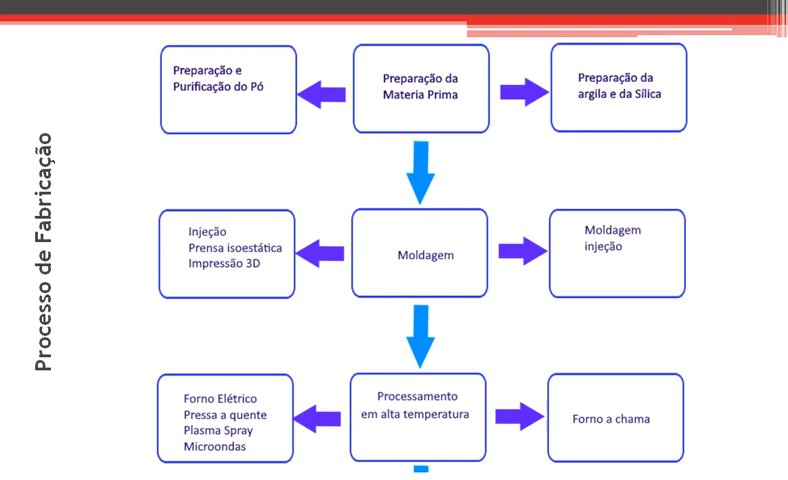 Processo de Fabricação
Preparação e
Purificação do Pó
Preparação da
Materia Prima
Preparação da
argila e da Sílica
Injeção
Prensa isoestática
Impressão 3D
Moldagem
Moldagem
injeção
Forno Elétrico
Pressa a quente
Plasma Spray
Microondas
Processamento
em alta temperatura
Forno a chama